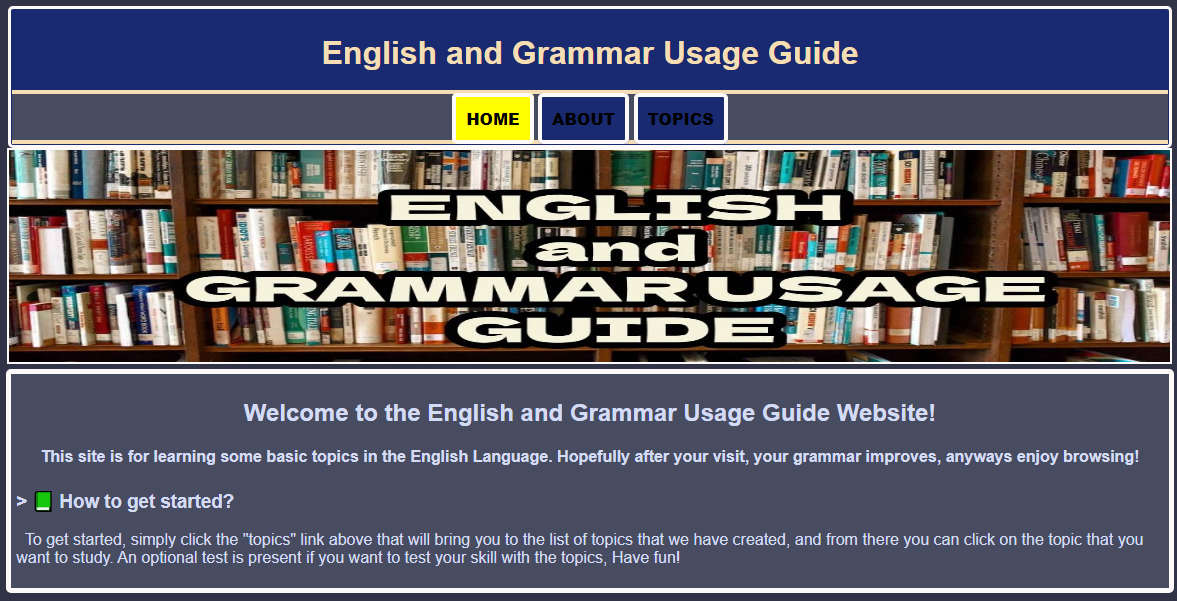 English and Grammar Usage Guide
HOME ABOUT TOPICS
ENGLISH
and
GRAMMAR USAGE
GUIDE
Welcome to the English and Grammar Usage Guide Website!
This site is for learning some basic topics in the English Language. Hopefully after your visit, your grammar improves, anyways enjoy browsing!
> How to get started?
To get started, simply click the "topics" link above that will bring you to the list of topics that we have created, and from there you can click on the topic that you
want to study. An optional test is present if you want to test your skill with the topics, Have fun!